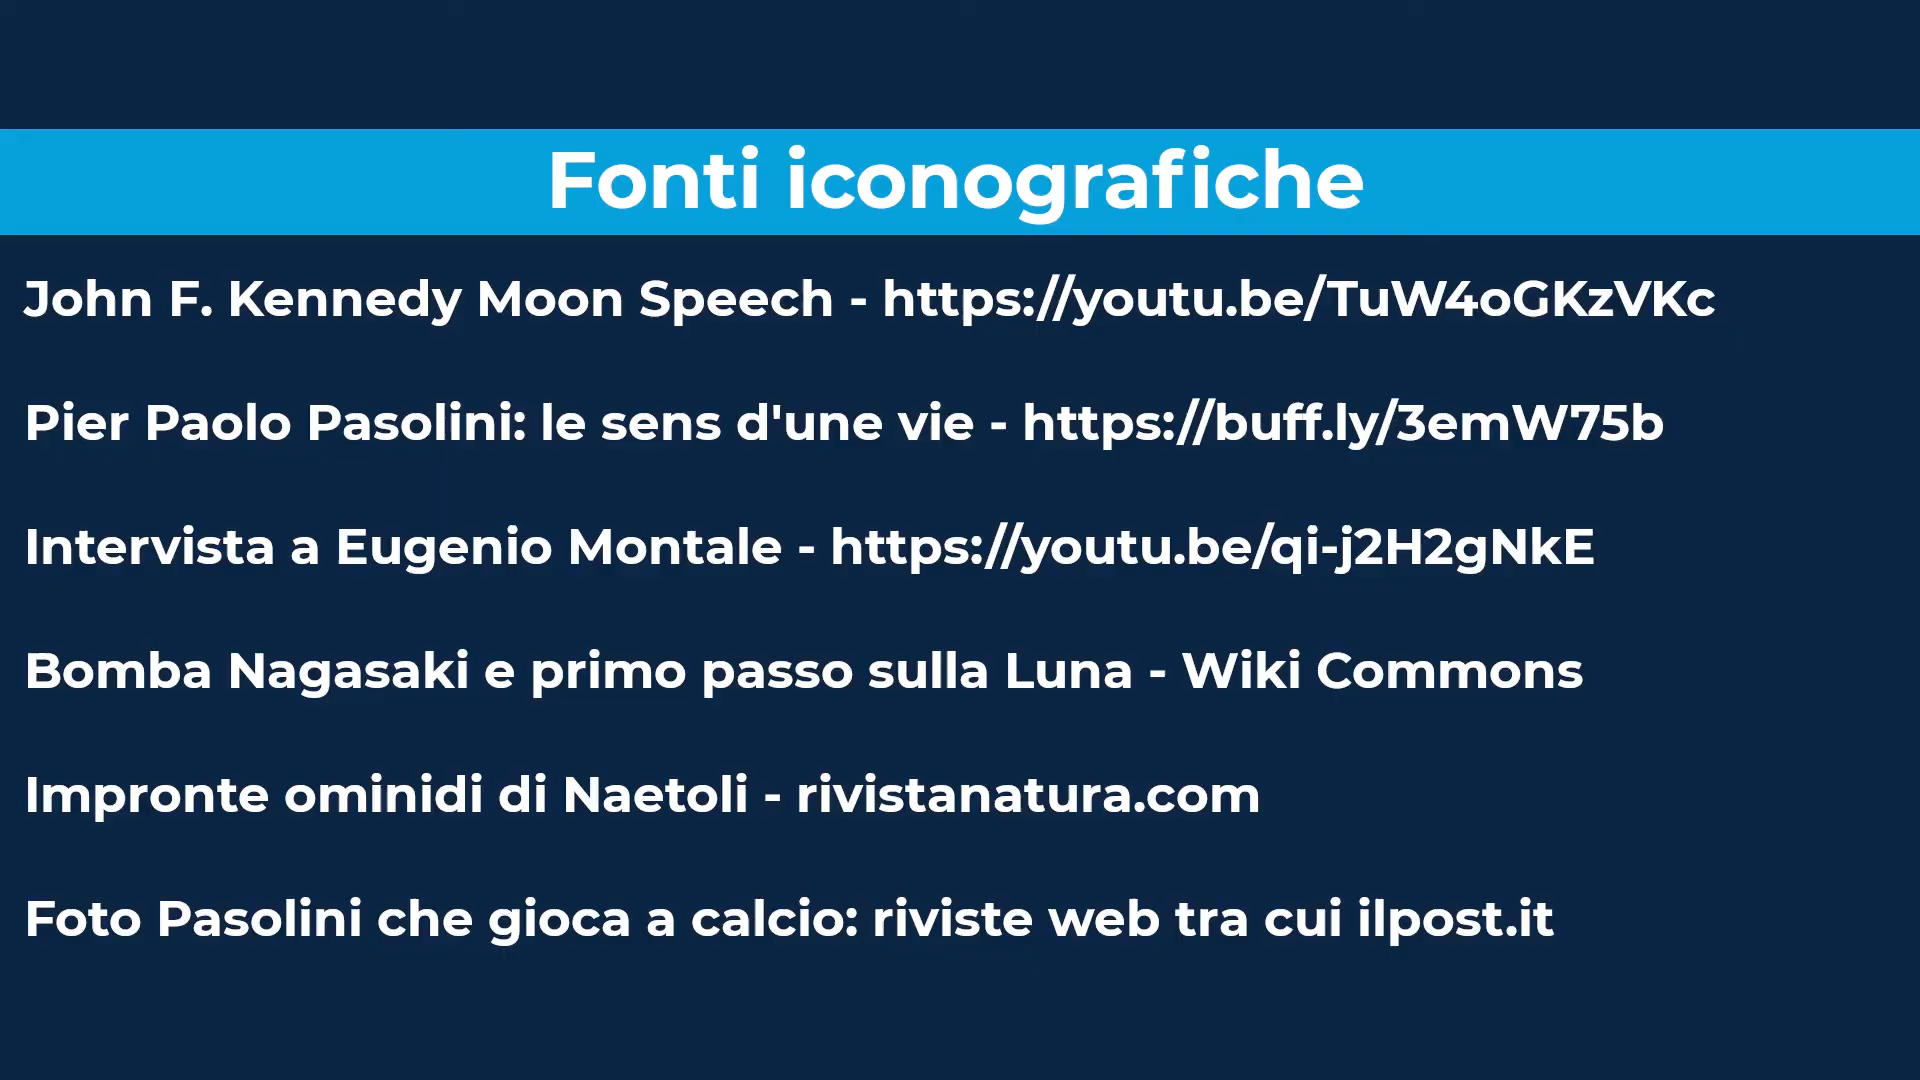 Fonti iconografiche
John F. Kennedy Moon Speech - https://youtu.be/TuW4oGKzVKc
Pier Paolo Pasolini: le sens d'une vie - https://buff.ly/3emW75b
Intervista a Eugenio Montale - https://youtu.be/qi-j2H2gNkE
Bomba Nagasaki e primo passo sulla Luna - Wiki Commons
Impronte ominidi di Naetoli - rivistanatura.com
Foto Pasolini che gioca a calcio: riviste web tra cui ilpost.it